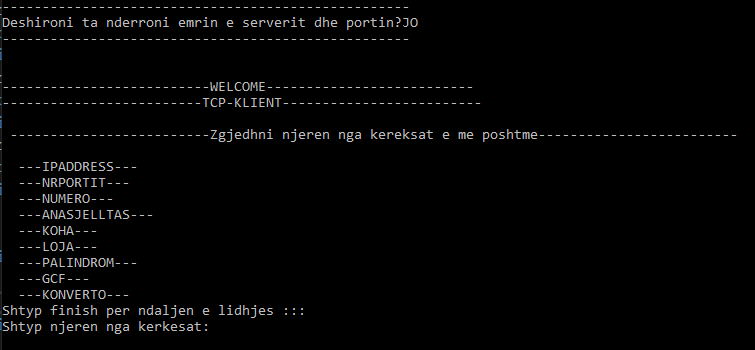 ---------------------------------------------------
Deshironi ta nderroni emrin e serverit dhe portin?JO
---------------------------------------------------
--------------------------WELCOME--------------------------
-------------------------TCP-KLIENT-------------------------
-------------------------Zgjedhni njeren nga kereksat e me poshtme-------------------------
---IPADDRESS---
---NRPORTIT---
---NUMERO---
---ANASJELLTAS---
---KOHA---
---LOJA---
---PALINDROM---
---GCF---
---KONVERTO---
Shtyp finish per ndaljen e lidhjes :::
Shtyp njeren nga kerkesat: